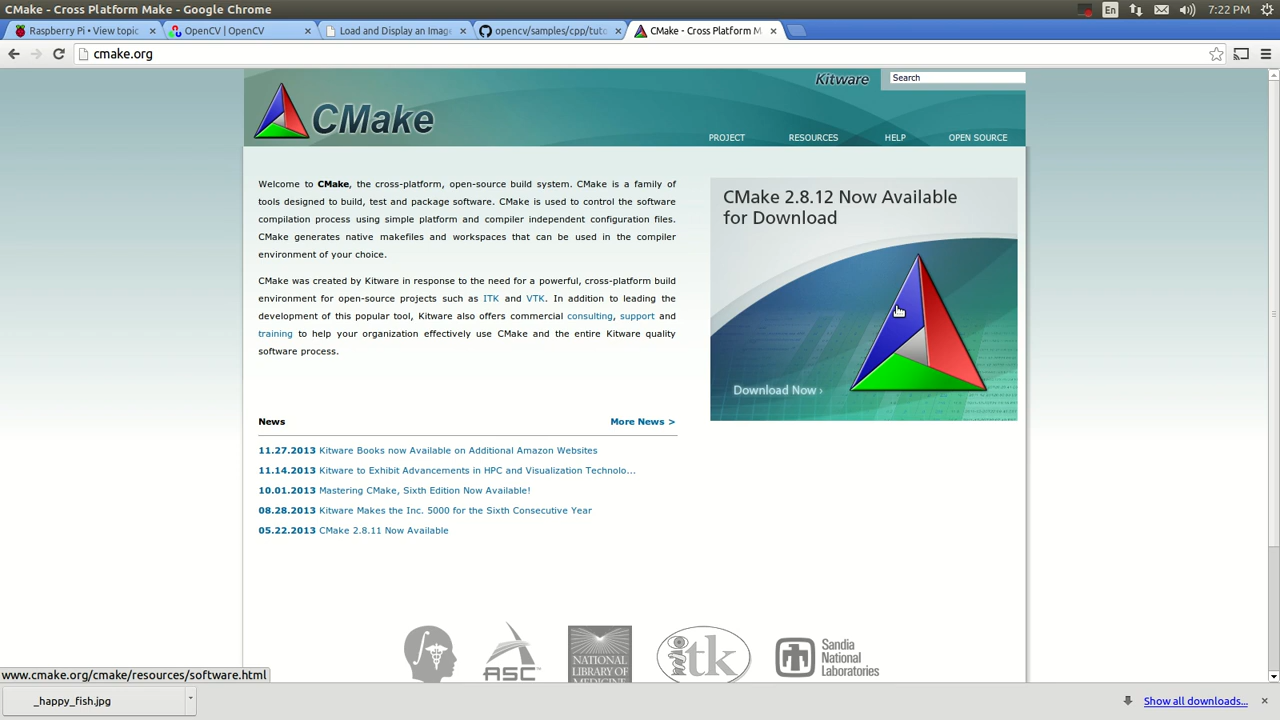 CMake - Cross Platform Make - Google Chrome
En
7:22 PM
Raspberry Pi • View topic
OpenCV | OpenCV
Load and Display an Image
opencv/samples/cpp/tuto
CMake - Cross Platform M
cmake.org
Kitware
Search
CMake
PROJECT
RESOURCES
HELP
OPEN SOURCE
Welcome to CMake, the cross-platform, open-source build system. CMake is a family of
tools designed to build, test and package software. CMake is used to control the software
compilation process using simple platform and compiler independent configuration files.
CMake generates native makefiles and workspaces that can be used in the compiler
environment of your choice.
CMake was created by Kitware in response to the need for a powerful, cross-platform build
environment for open-source projects such as ITK and VTK. In addition to leading the
development of this popular tool, Kitware also offers commercial consulting, support and
training to help your organization effectively use CMake and the entire Kitware quality
software process.
CMake 2.8.12 Now Available
for Download
Download Now ›
News
More News >
11.27.2013 Kitware Books now Available on Additional Amazon Websites
11.14.2013 Kitware to Exhibit Advancements in HPC and Visualization Technolo...
10.01.2013 Mastering CMake, Sixth Edition Now Available!
08.28.2013 Kitware Makes the Inc. 5000 for the Sixth Consecutive Year
05.22.2013 CMake 2.8.11 Now Available
ASC
NATIONAL
LIBRARY OF
MEDICINE
itk
Sandia
National
Laboratories
www.cmake.org/cmake/resources/software.html
_happy_fish.jpg
Show all downloads...